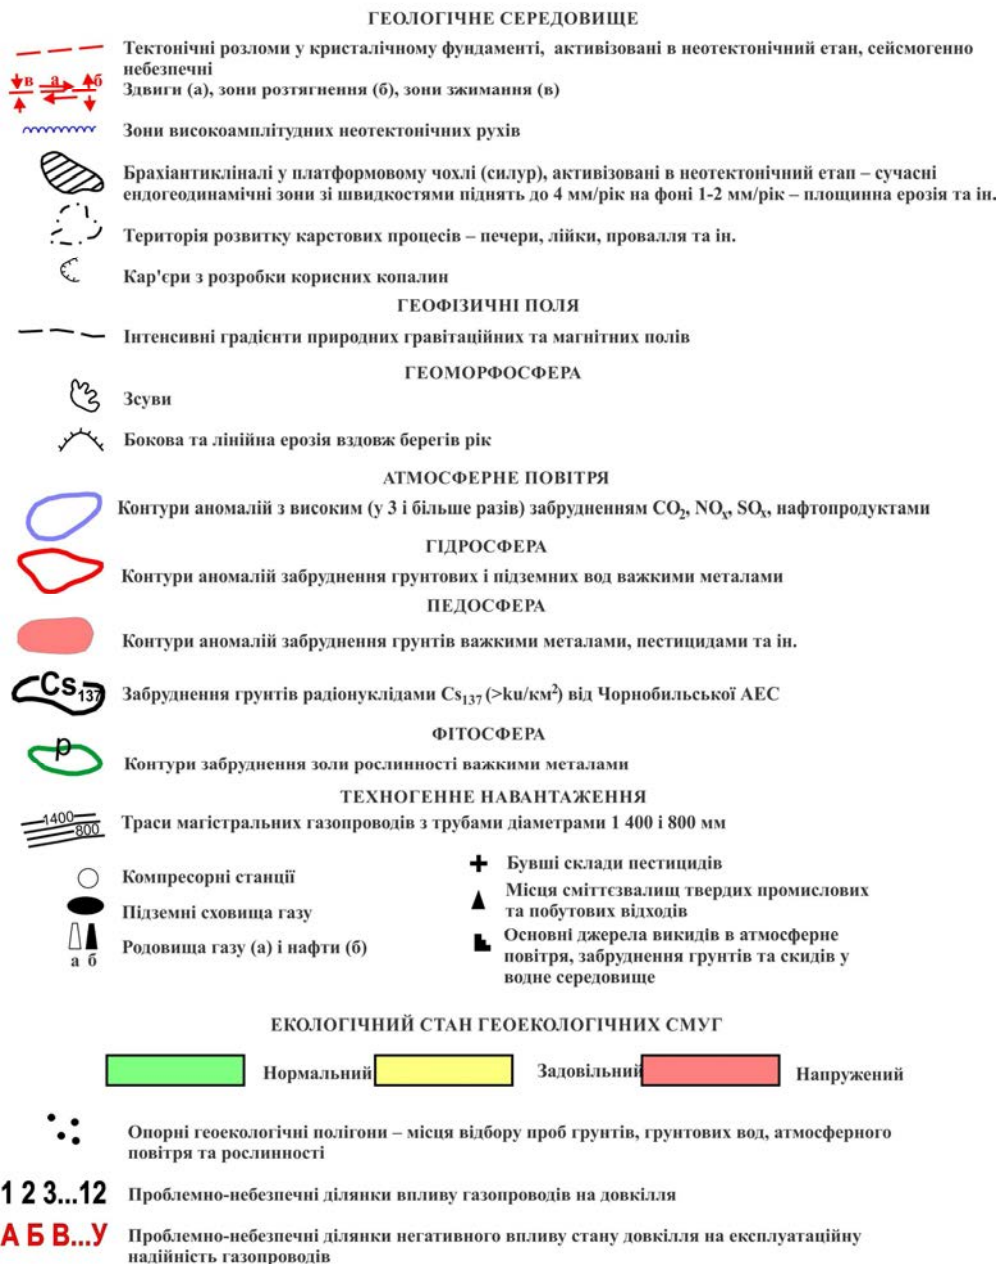 ГЕОЛОГІЧНЕ СЕРЕДОВИЩЕ
Тектонічні розломи у кристалічному фундаменті, активізовані в неотектонічний етан, сейсмогенно
небезпечні
в а б
Здвиги (а), зони розтягнення (б), зони зжимання (в)
Зони високоамплітудних неотектонічних рухів
Брахіантикліналі у платформовому чохлі (силур), активізовані в неотектонічний етап – сучасні
ендогеодинамічні зони зі швидкостями піднять до 4 мм/рік на фоні 1-2 мм/рік – площинна ерозія та ін.
Територія розвитку карстових процесів – печери, лійки, провалля та ін.
Кар'єри з розробки корисних копалин
ГЕОФІЗИЧНІ ПОЛЯ
Інтенсивні градієнти природних гравітаційних та магнітних полів
ГЕОМОРФОСФЕРА
Зсуви
Бокова та лінійна ерозія вздовж берегів рік
АТМОСФЕРНЕ ПОВІТРЯ
Контури аномалій з високим (у 3 і більше разів) забрудненням CO₂, NOₓ, SOₓ, нафтопродуктами
ГІДРОСФЕРА
Контури аномалій забруднення грунтових і підземних вод важкими металами
ПЕДОСФЕРА
Контури аномалій забруднення грунтів важкими металами, пестицидами та ін.
Cs₁₃₇ Забруднення грунтів радіонуклідами Cs₁₃₇ (>ku/км²) від Чорнобильської АЕС
ФІТОСФЕРА
р Контури забруднення золи рослинності важкими металами
ТЕХНОГЕННЕ НАВАНТАЖЕННЯ
1400 800 Траси магістральних газопроводів з трубами діаметрами 1 400 і 800 мм
Компресорні станції
Підземні сховища газу
Родовища газу (а) і нафти (б)
а б
Бувші склади пестицидів
Місця сміттєзвалищ твердих промислових
та побутових відходів
Основні джерела викидів в атмосферне
повітря, забруднення грунтів та скидів у
водне середовище
ЕКОЛОГІЧНИЙ СТАН ГЕОЕКОЛОГІЧНИХ СМУГ
Нормальний Задовільний Напружений
Опорні геоекологічні полігони – місця відбору проб грунтів, грунтових вод, атмосферного
повітря та рослинності
1 2 3...12 Проблемно-небезпечні ділянки впливу газопроводів на довкілля
А Б В...У Проблемно-небезпечні ділянки негативного впливу стану довкілля на експлуатаційну
надійність газопроводів